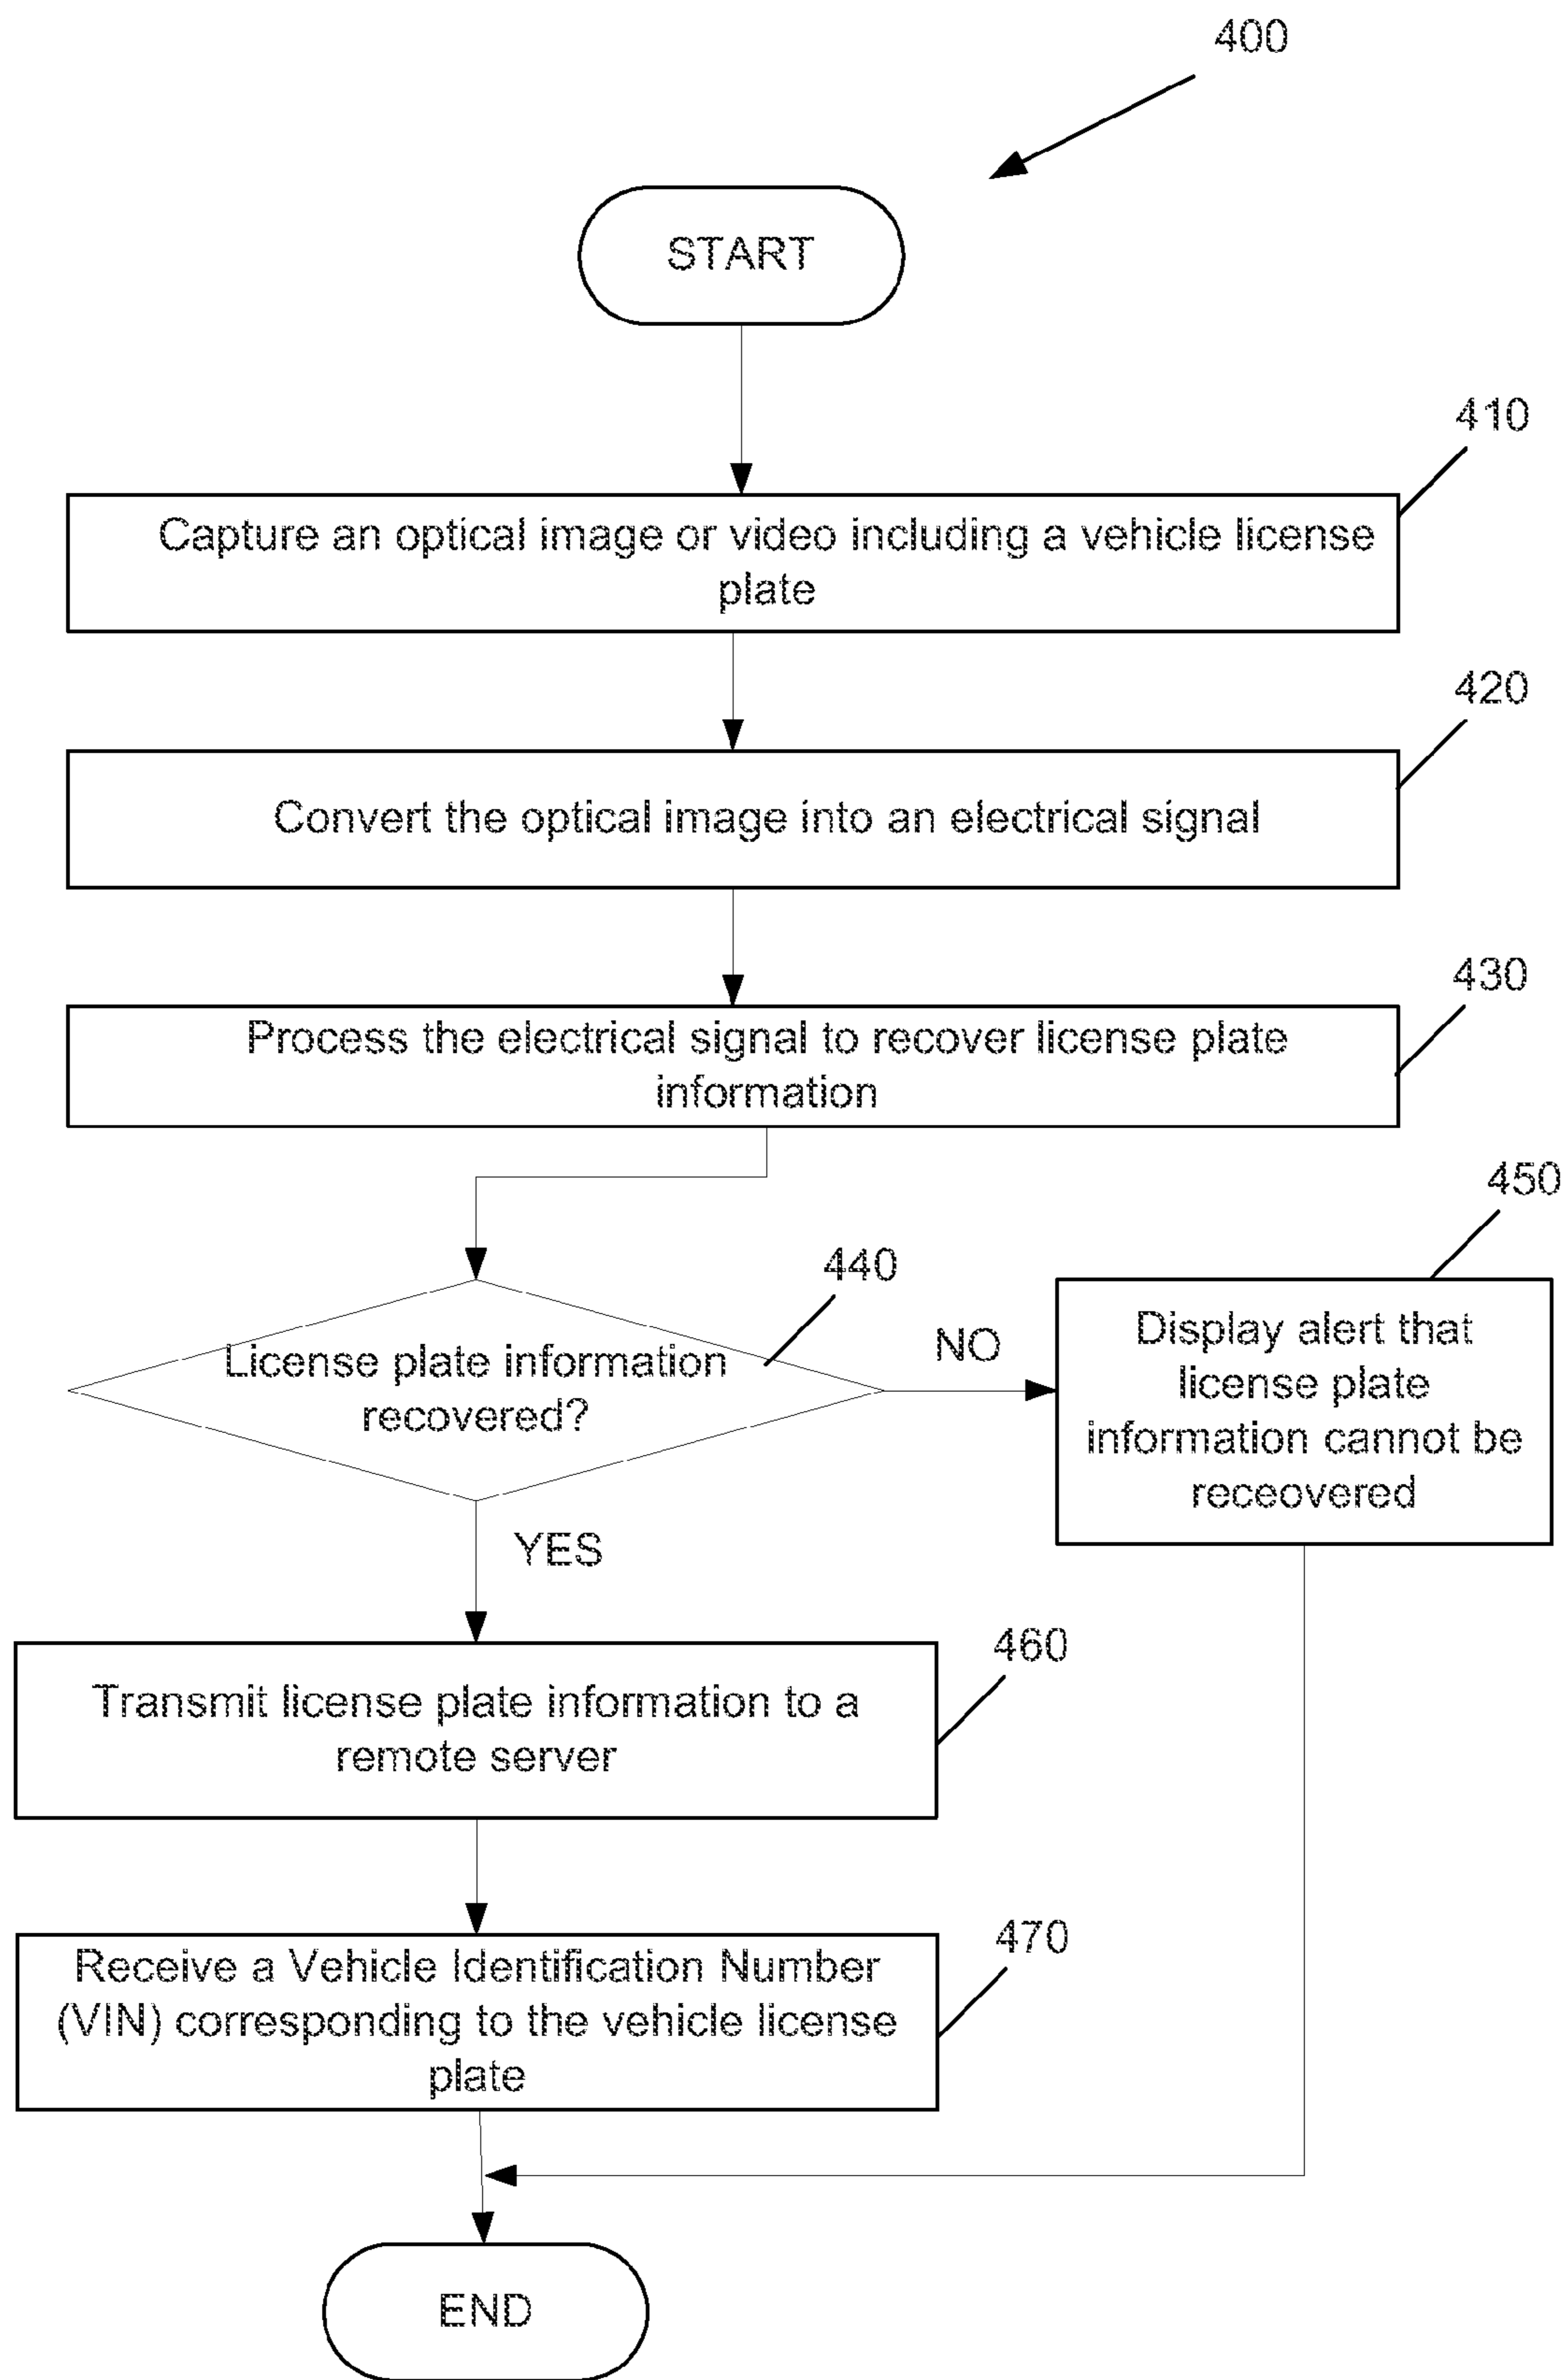 400
START
410
Capture an optical image or video including a vehicle license
plate
420
Convert the optical image into an electrical signal
430
Process the electrical signal to recover license plate
information
440
License plate information
recovered?
NO
450
Display alert that
license plate
information cannot be
receovered
YES
460
Transmit license plate information to a
remote server
470
Receive a Vehicle Identification Number
(VIN) corresponding to the vehicle license
plate
END